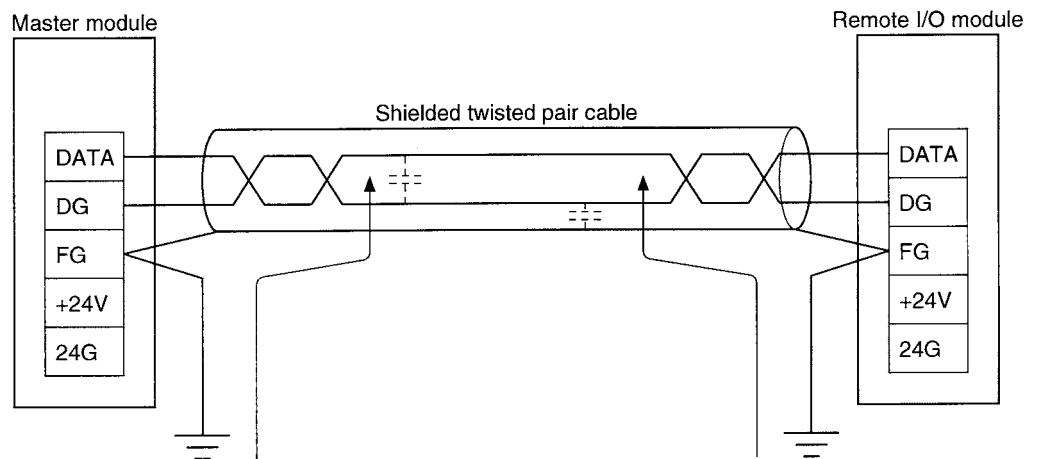 Master module
Remote I/O module
Shielded twisted pair cable
DATA
DG
FG
+24V
24G
DATA
DG
FG
+24V
24G